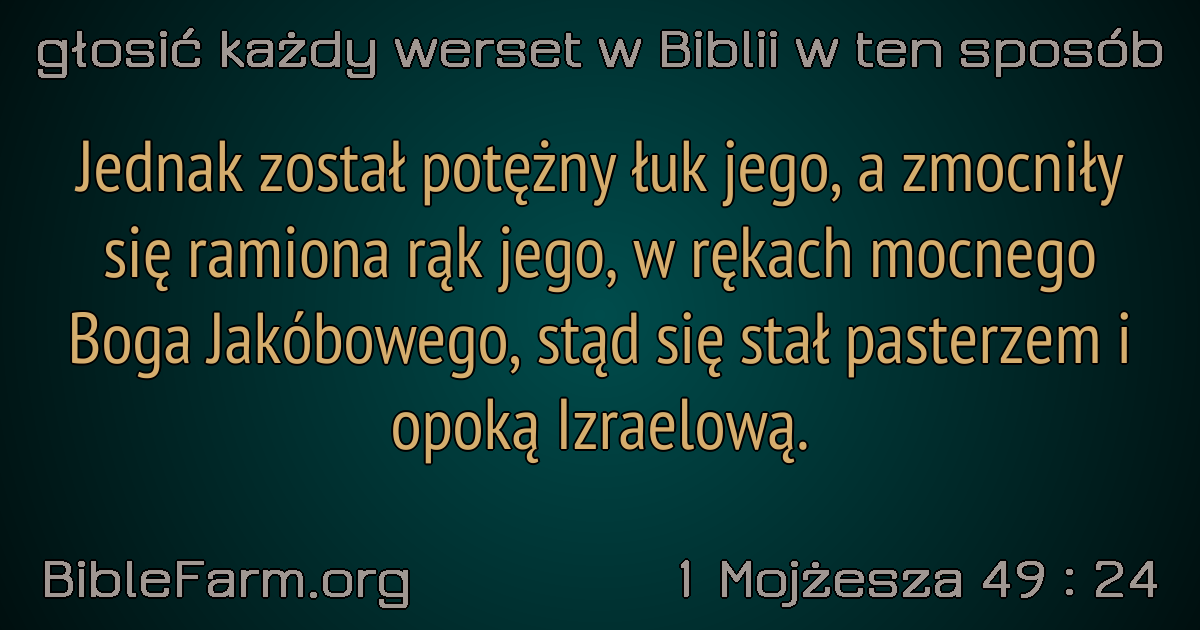 głosić każdy werset w Biblii w ten sposób
Jednak został potężny łuk jego, a zmocniły
się ramiona rąk jego, w rękach mocnego
Boga Jakóbowego, stąd się stał pasterzem i
opoką Izraelową.
BibleFarm.org
1 Mojżesza 49 : 24